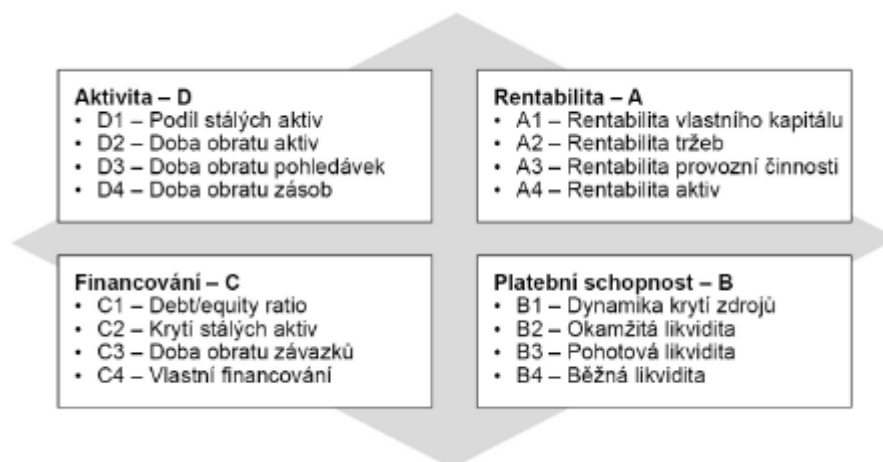 Aktivita – D
• D1 – Podíl stálých aktiv
• D2 – Doba obratu aktiv
• D3 – Doba obratu pohledávek
• D4 – Doba obratu zásob
Rentabilita – A
• A1 – Rentabilita vlastního kapitálu
• A2 – Rentabilita tržeb
• A3 – Rentabilita provozní činnosti
• A4 – Rentabilita aktiv
Financování – C
• C1 – Debt/equity ratio
• C2 – Krytí stálých aktiv
• C3 – Doba obratu závazků
• C4 – Vlastní financování
Platební schopnost – B
• B1 – Dynamika krytí zdrojů
• B2 – Okamžitá likvidita
• B3 – Pohotová likvidita
• B4 – Běžná likvidita